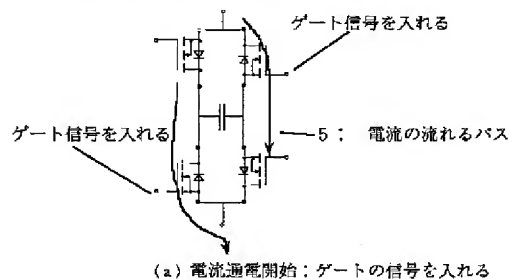 ゲート信号を入れる
ゲート信号を入れる
5： 電流の流れるパス
(a) 電流通電開始：ゲートの信号を入れる